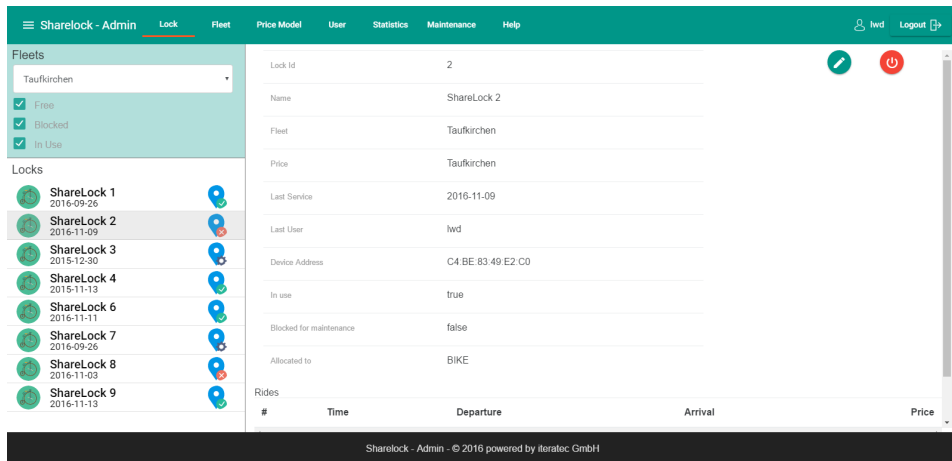 Sharelock - Admin Lock Fleet Price Model User Statistics Maintenance Help lwd Logout
Fleets
Taufkirchen
Free
Blocked
In Use
Locks
ShareLock 1
2016-09-26
ShareLock 2
2016-11-09
ShareLock 3
2015-12-30
ShareLock 4
2015-11-13
ShareLock 6
2016-11-11
ShareLock 7
2016-09-26
ShareLock 8
2016-11-03
ShareLock 9
2016-11-13
Lock Id 2
Name ShareLock 2
Fleet Taufkirchen
Price Taufkirchen
Last Service 2016-11-09
Last User lwd
Device Address C4:BE:83:49:E2:C0
In use true
Blocked for maintenance false
Allocated to BIKE
Rides
# Time Departure Arrival Price
Sharelock - Admin - © 2016 powered by iteratec GmbH